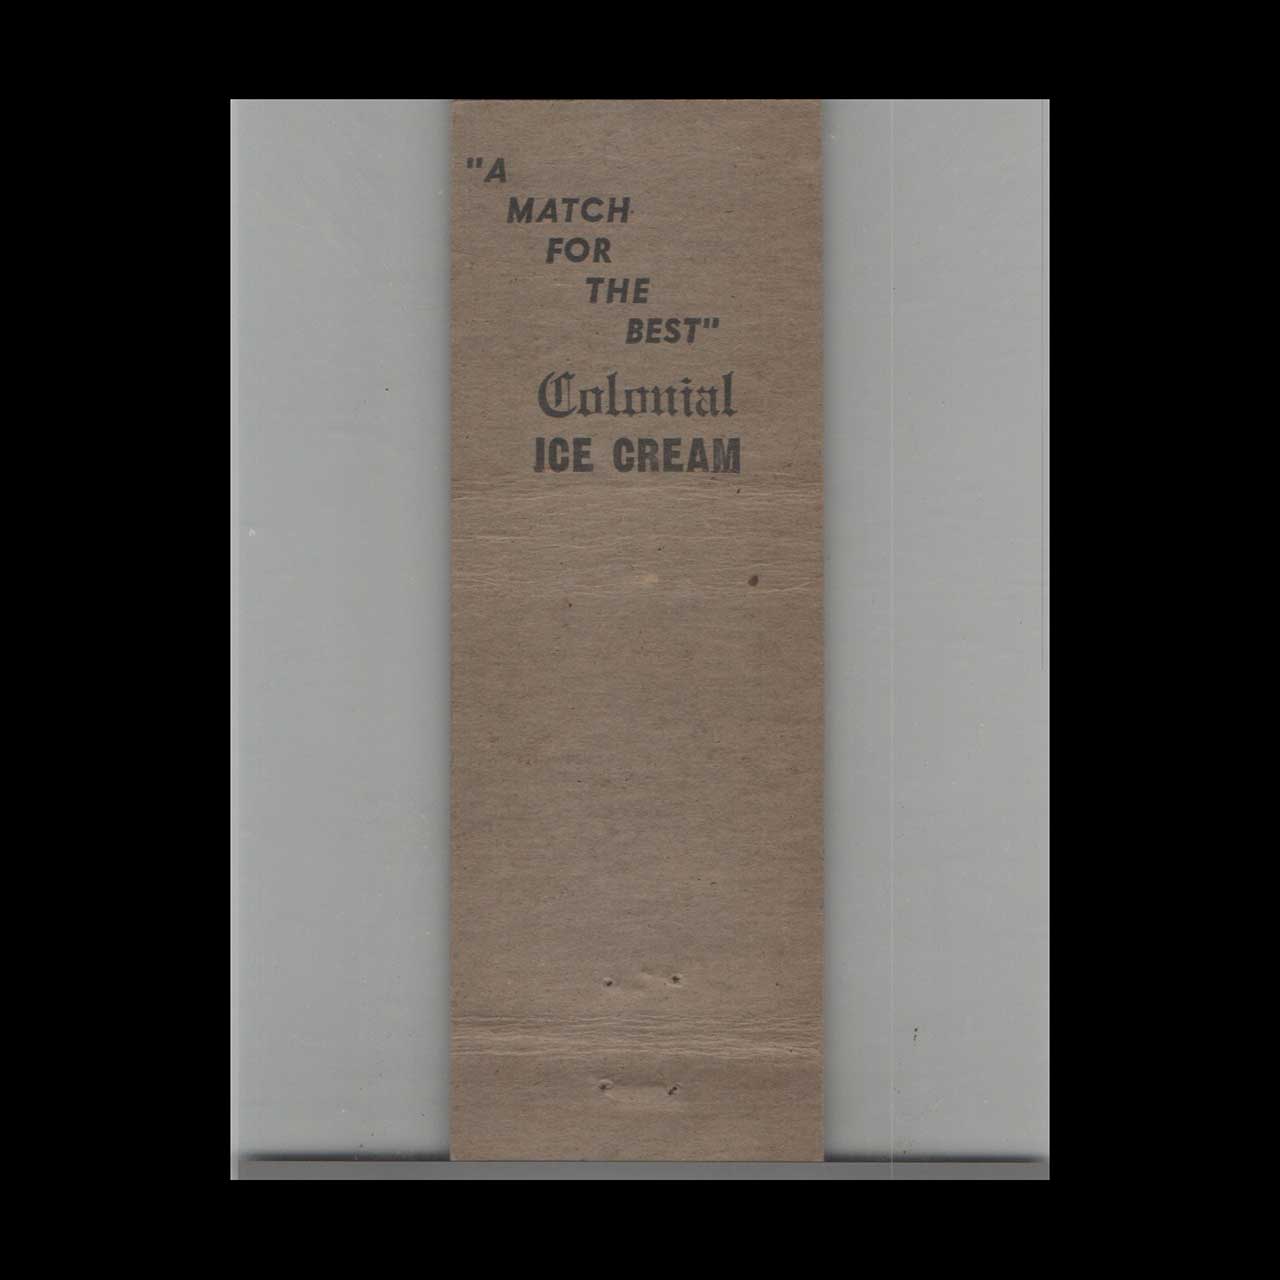 "A
MATCH
FOR
THE
BEST"
Colonial
ICE CREAM